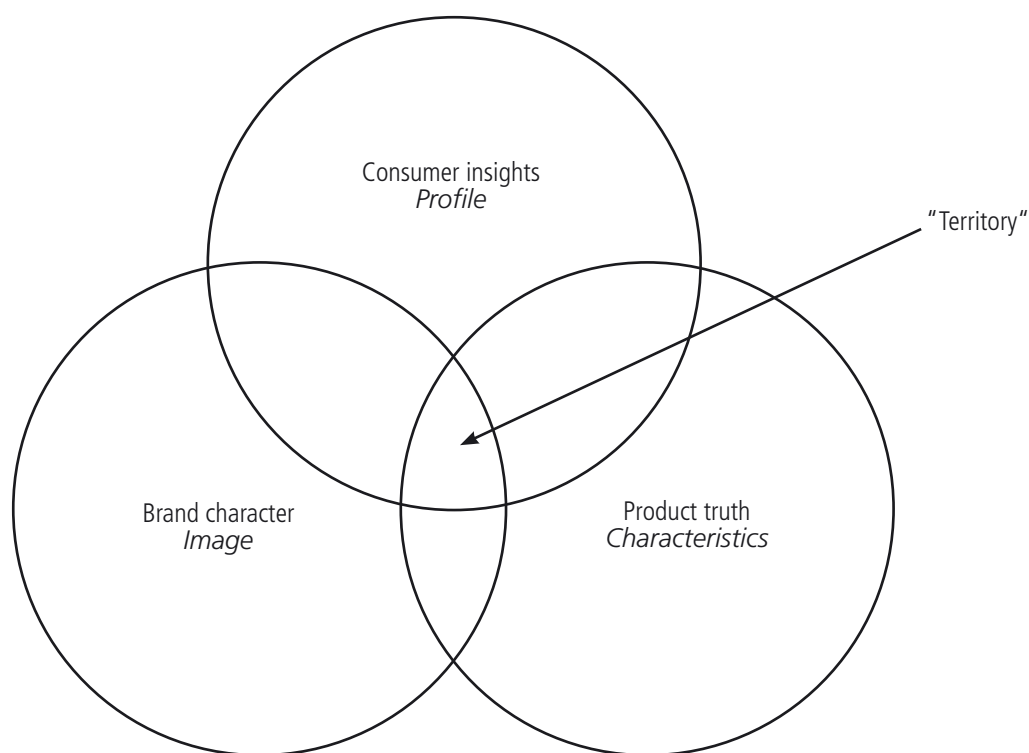 Consumer insights
Profile
“Territory“
Brand character
Image
Product truth
Characteristics